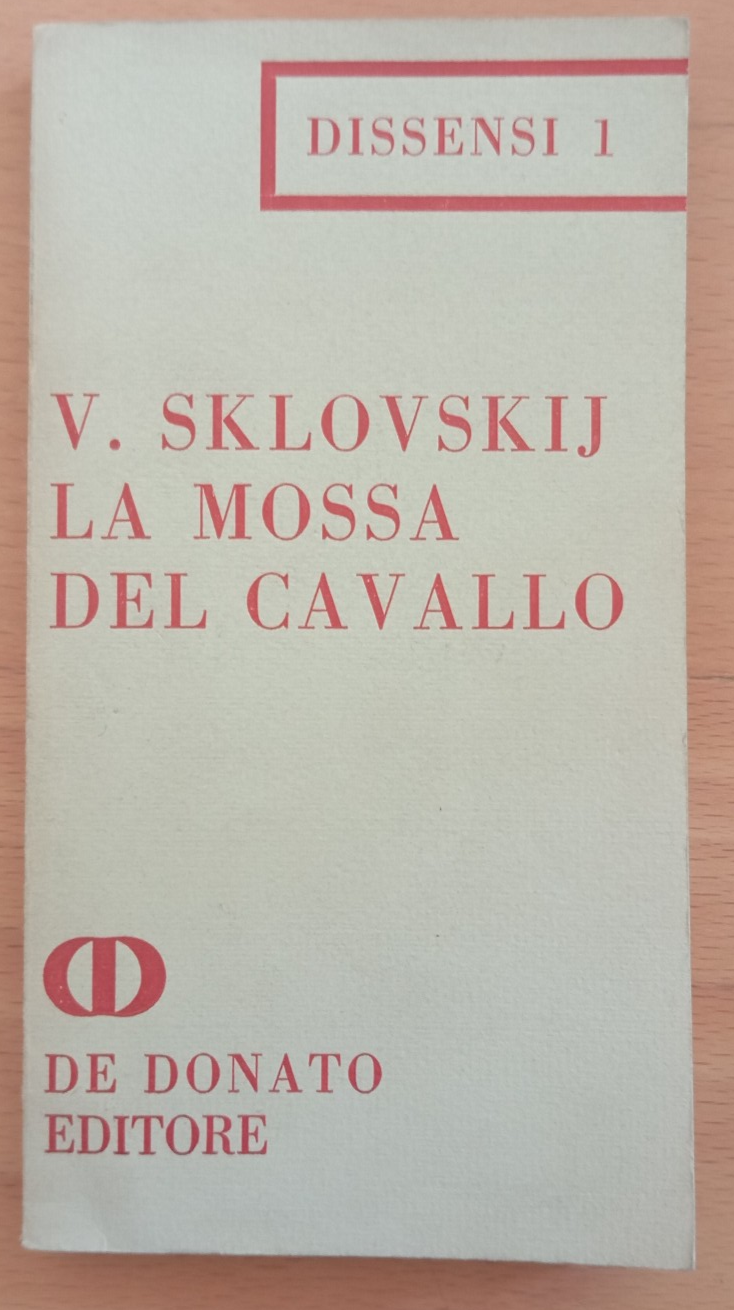 DISSENSI 1
V. SKLOVSKIJ
LA MOSSA
DEL CAVALLO
DE DONATO
EDITORE